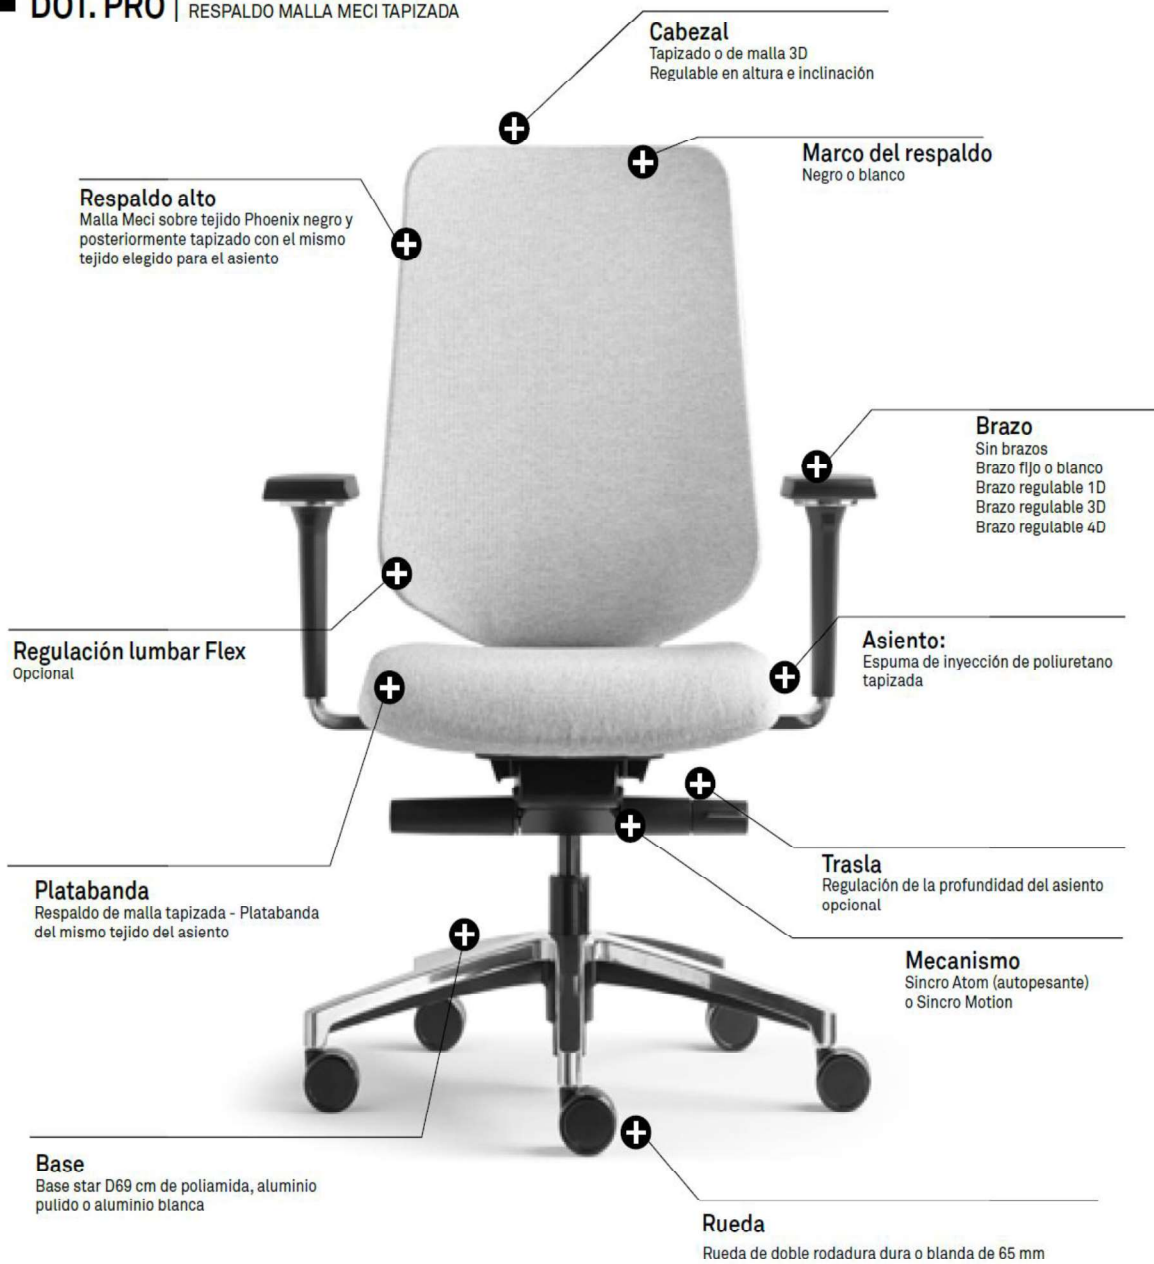 DOT. PRO | RESPALDO MALLA MECI TAPIZADA
Cabezal
Tapizado o de malla 3D
Regulable en altura e inclinación
Marco del respaldo
Negro o blanco
Respaldo alto
Malla Meci sobre tejido Phoenix negro y
posteriormente tapizado con el mismo
tejido elegido para el asiento
Brazo
Sin brazos
Brazo fijo o blanco
Brazo regulable 1D
Brazo regulable 3D
Brazo regulable 4D
Regulación lumbar Flex
Opcional
Asiento:
Espuma de inyección de poliuretano
tapizada
Platabanda
Respaldo de malla tapizada - Platabanda
del mismo tejido del asiento
Trasla
Regulación de la profundidad del asiento
opcional
Mecanismo
Sincro Atom (autopesante)
o Sincro Motion
Base
Base star D69 cm de poliamida, aluminio
pulido o aluminio blanca
Rueda
Rueda de doble rodadura dura o blanda de 65 mm